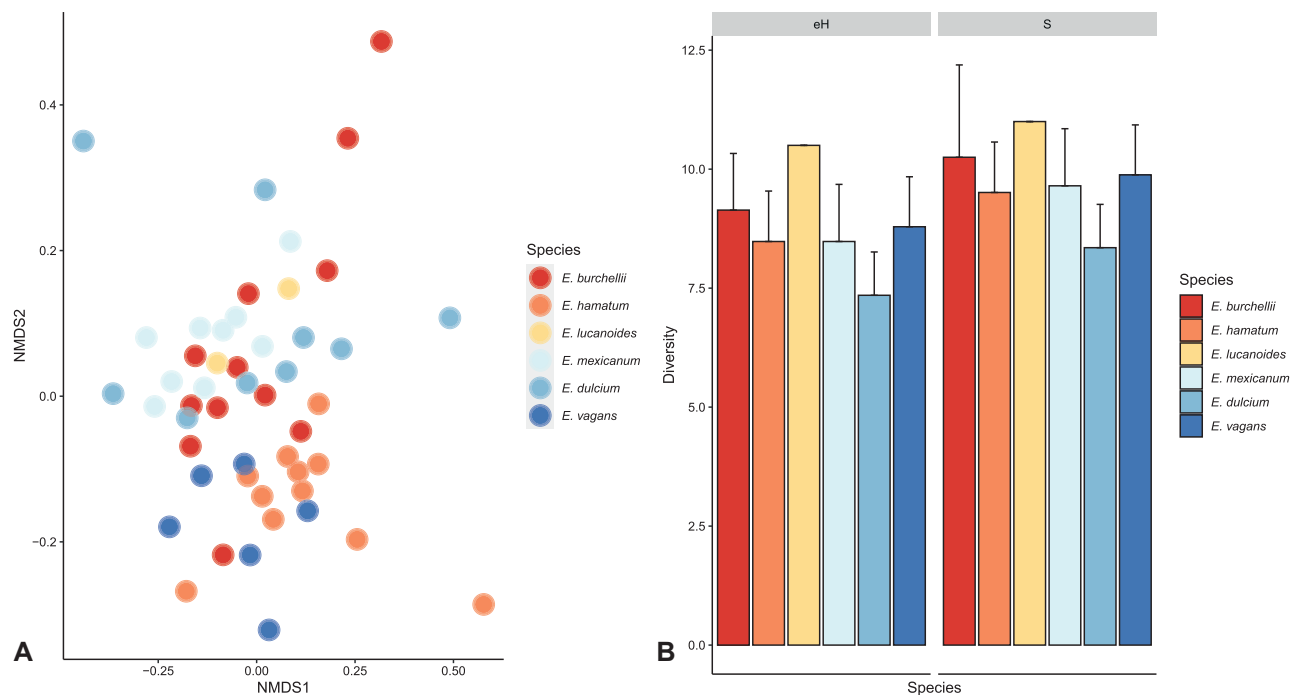 NMDS2
0.4
0.2
0.0
−0.2
−0.25
0.00
0.25
0.50
NMDS1
A
Species
E. burchellii
E. hamatum
E. lucanoides
E. mexicanum
E. dulcium
E. vagans
eH
S
Diversity
12.5
10.0
7.5
5.0
2.5
0.0
Species
B
Species
E. burchellii
E. hamatum
E. lucanoides
E. mexicanum
E. dulcium
E. vagans